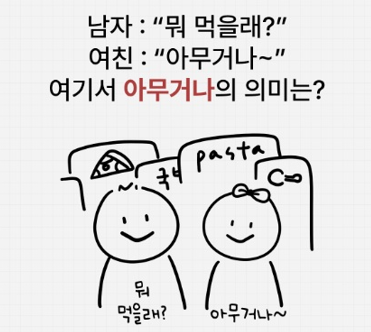 남자 : “뭐 먹을래?”
여친 : “아무거나~”
여기서 아무거나의 의미는?
pasta
뭐
먹을래?
아무거나~